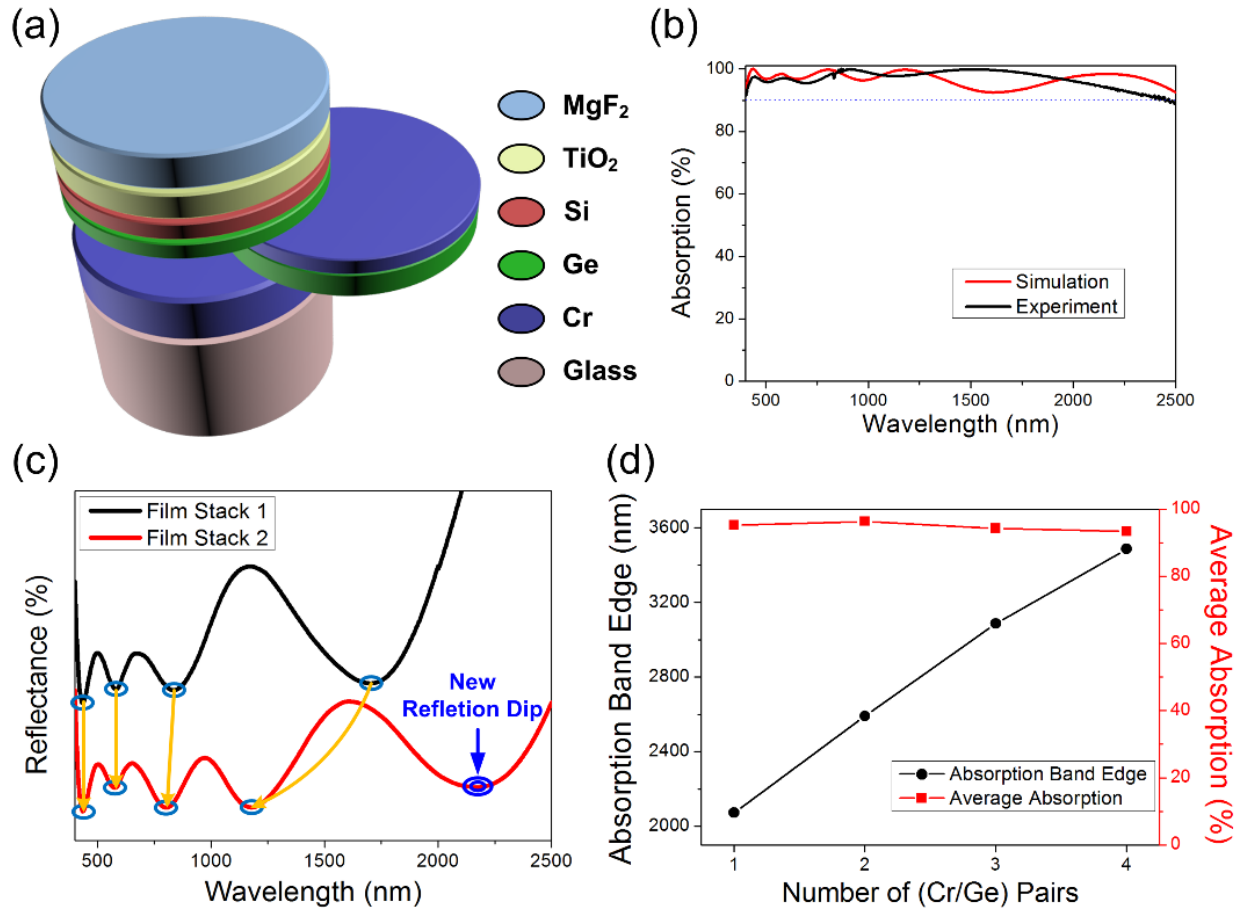 (a)
MgF₂
TiO₂
Si
Ge
Cr
Glass
(b)
Absorption (%)
100
80
60
40
20
0
Simulation
Experiment
500
1000
1500
2000
2500
Wavelength (nm)
(c)
Reflectance (%)
Film Stack 1
Film Stack 2
New
Refletion Dip
500
1000
1500
2000
2500
Wavelength (nm)
(d)
Absorption Band Edge (nm)
3600
3200
2800
2400
2000
Absorption Band Edge
Average Absorption
100
80
60
40
20
0
Average Absorption (%)
1
2
3
4
Number of (Cr/Ge) Pairs